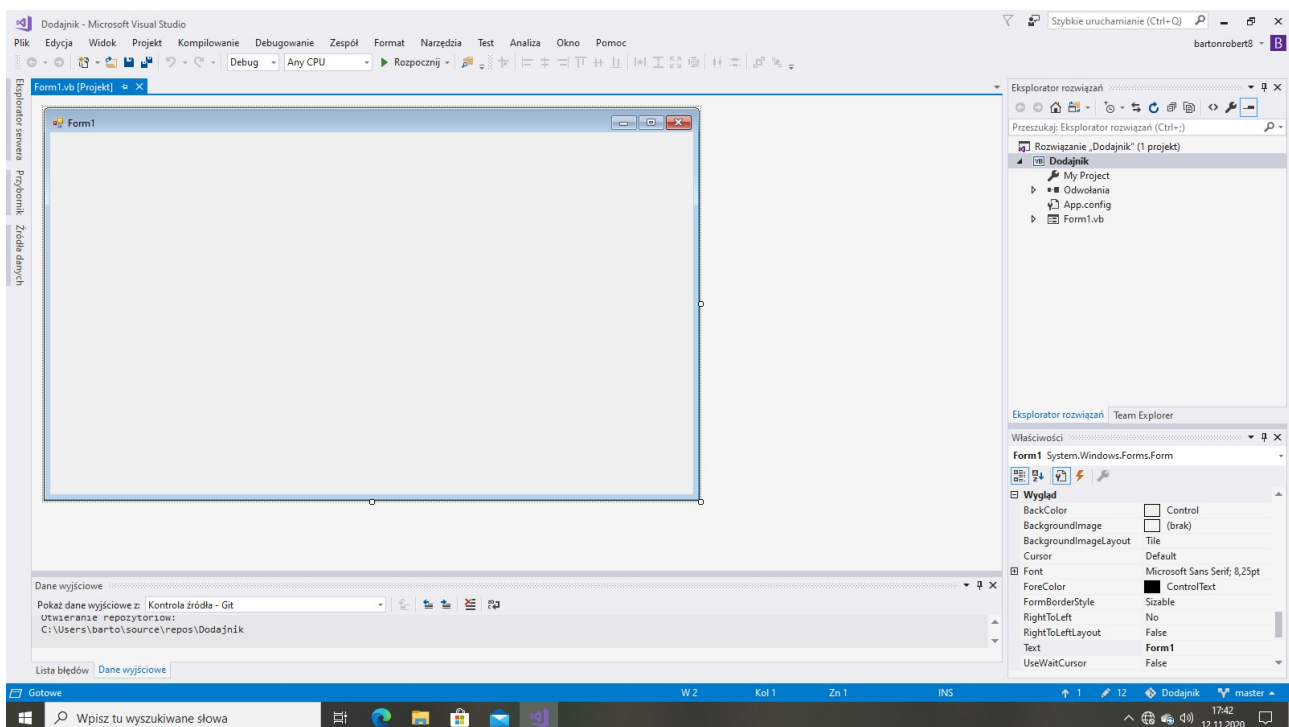 Dodajnik - Microsoft Visual Studio
Szybkie uruchamianie (Ctrl+Q)
Plik Edycja Widok Projekt Kompilowanie Debugowanie Zespół Format Narzędzia Test Analiza Okno Pomoc
bartonrobert8 B
Debug Any CPU Rozpocznij
Eksplorator serwera
Przybornik
Źródła danych
Form1.vb [Projekt]
Form1
Eksplorator rozwiązań
Przeszukaj: Eksplorator rozwiązań (Ctrl+;)
Rozwiązanie „Dodajnik" (1 projekt)
VB Dodajnik
My Project
Odwołania
App.config
Form1.vb
Eksplorator rozwiązań Team Explorer
Właściwości
Form1 System.Windows.Forms.Form
Wygląd
BackColor Control
BackgroundImage (brak)
BackgroundImageLayout Tile
Cursor Default
Font Microsoft Sans Serif; 8,25pt
ForeColor ControlText
FormBorderStyle Sizable
RightToLeft No
RightToLeftLayout False
Text Form1
UseWaitCursor False
Dane wyjściowe
Pokaż dane wyjściowe z: Kontrola źródła - Git
Otwieranie repozytoriów:
C:\Users\barto\source\repos\Dodajnik
Lista błędów Dane wyjściowe
Gotowe W 2 Kol 1 Zn 1 INS 1 12 Dodajnik master
Wpisz tu wyszukiwane słowa
17:42
12.11.2020